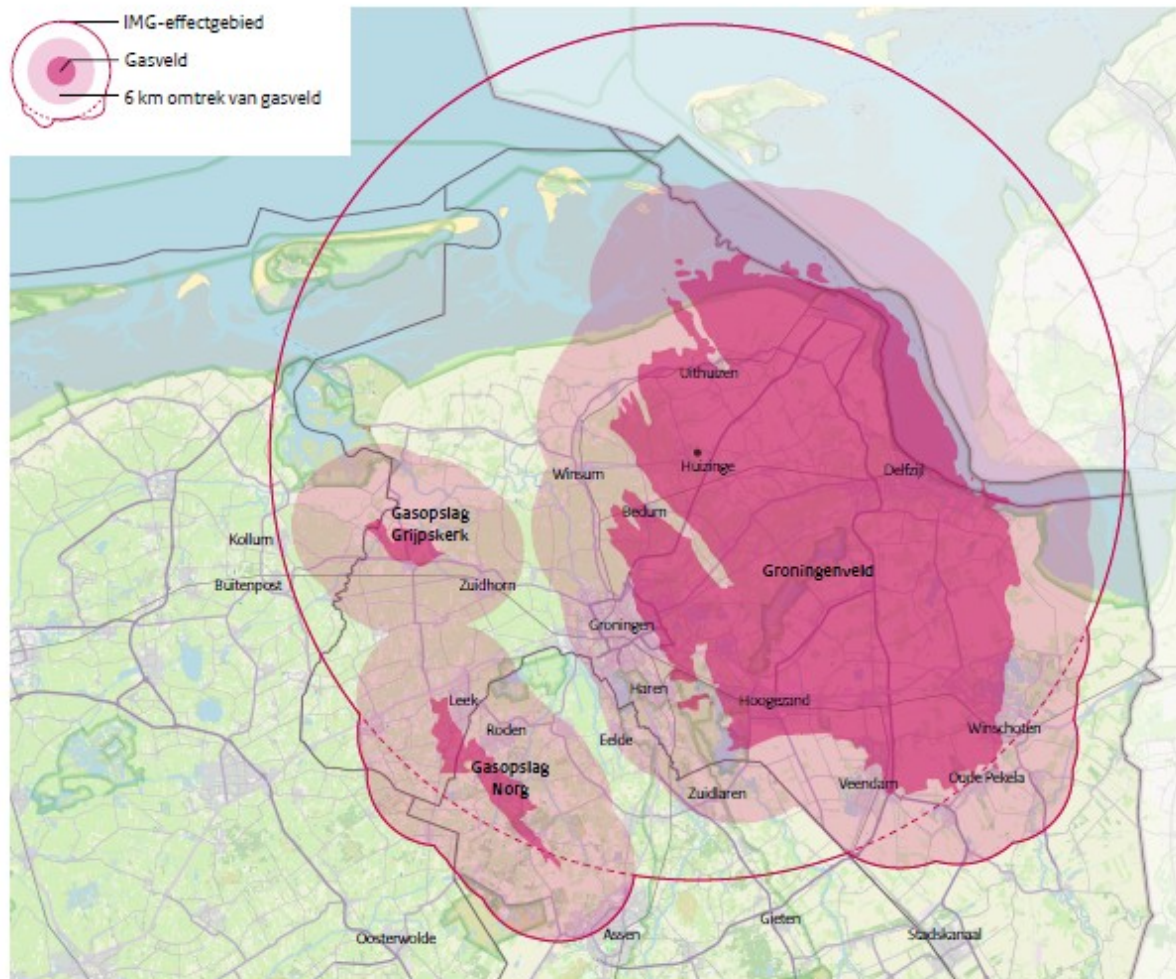 IMG-effectgebied
Gasveld
6 km omtrek van gasveld
Uithuizen
Winsum
Huizinge
Delfzijl
Gasopslag
Grijpskerk
Bedum
Kollum
Buitenpost
Zuidhorn
Groningenveld
Groningen
Leek
Haren
Hoogezand
Roden
Eelde
Winschoten
Gasopslag
Norg
Zuidlaren
Veendam
Oude Pekela
Oosterwolde
Assen
Gieten
Stadskanaal